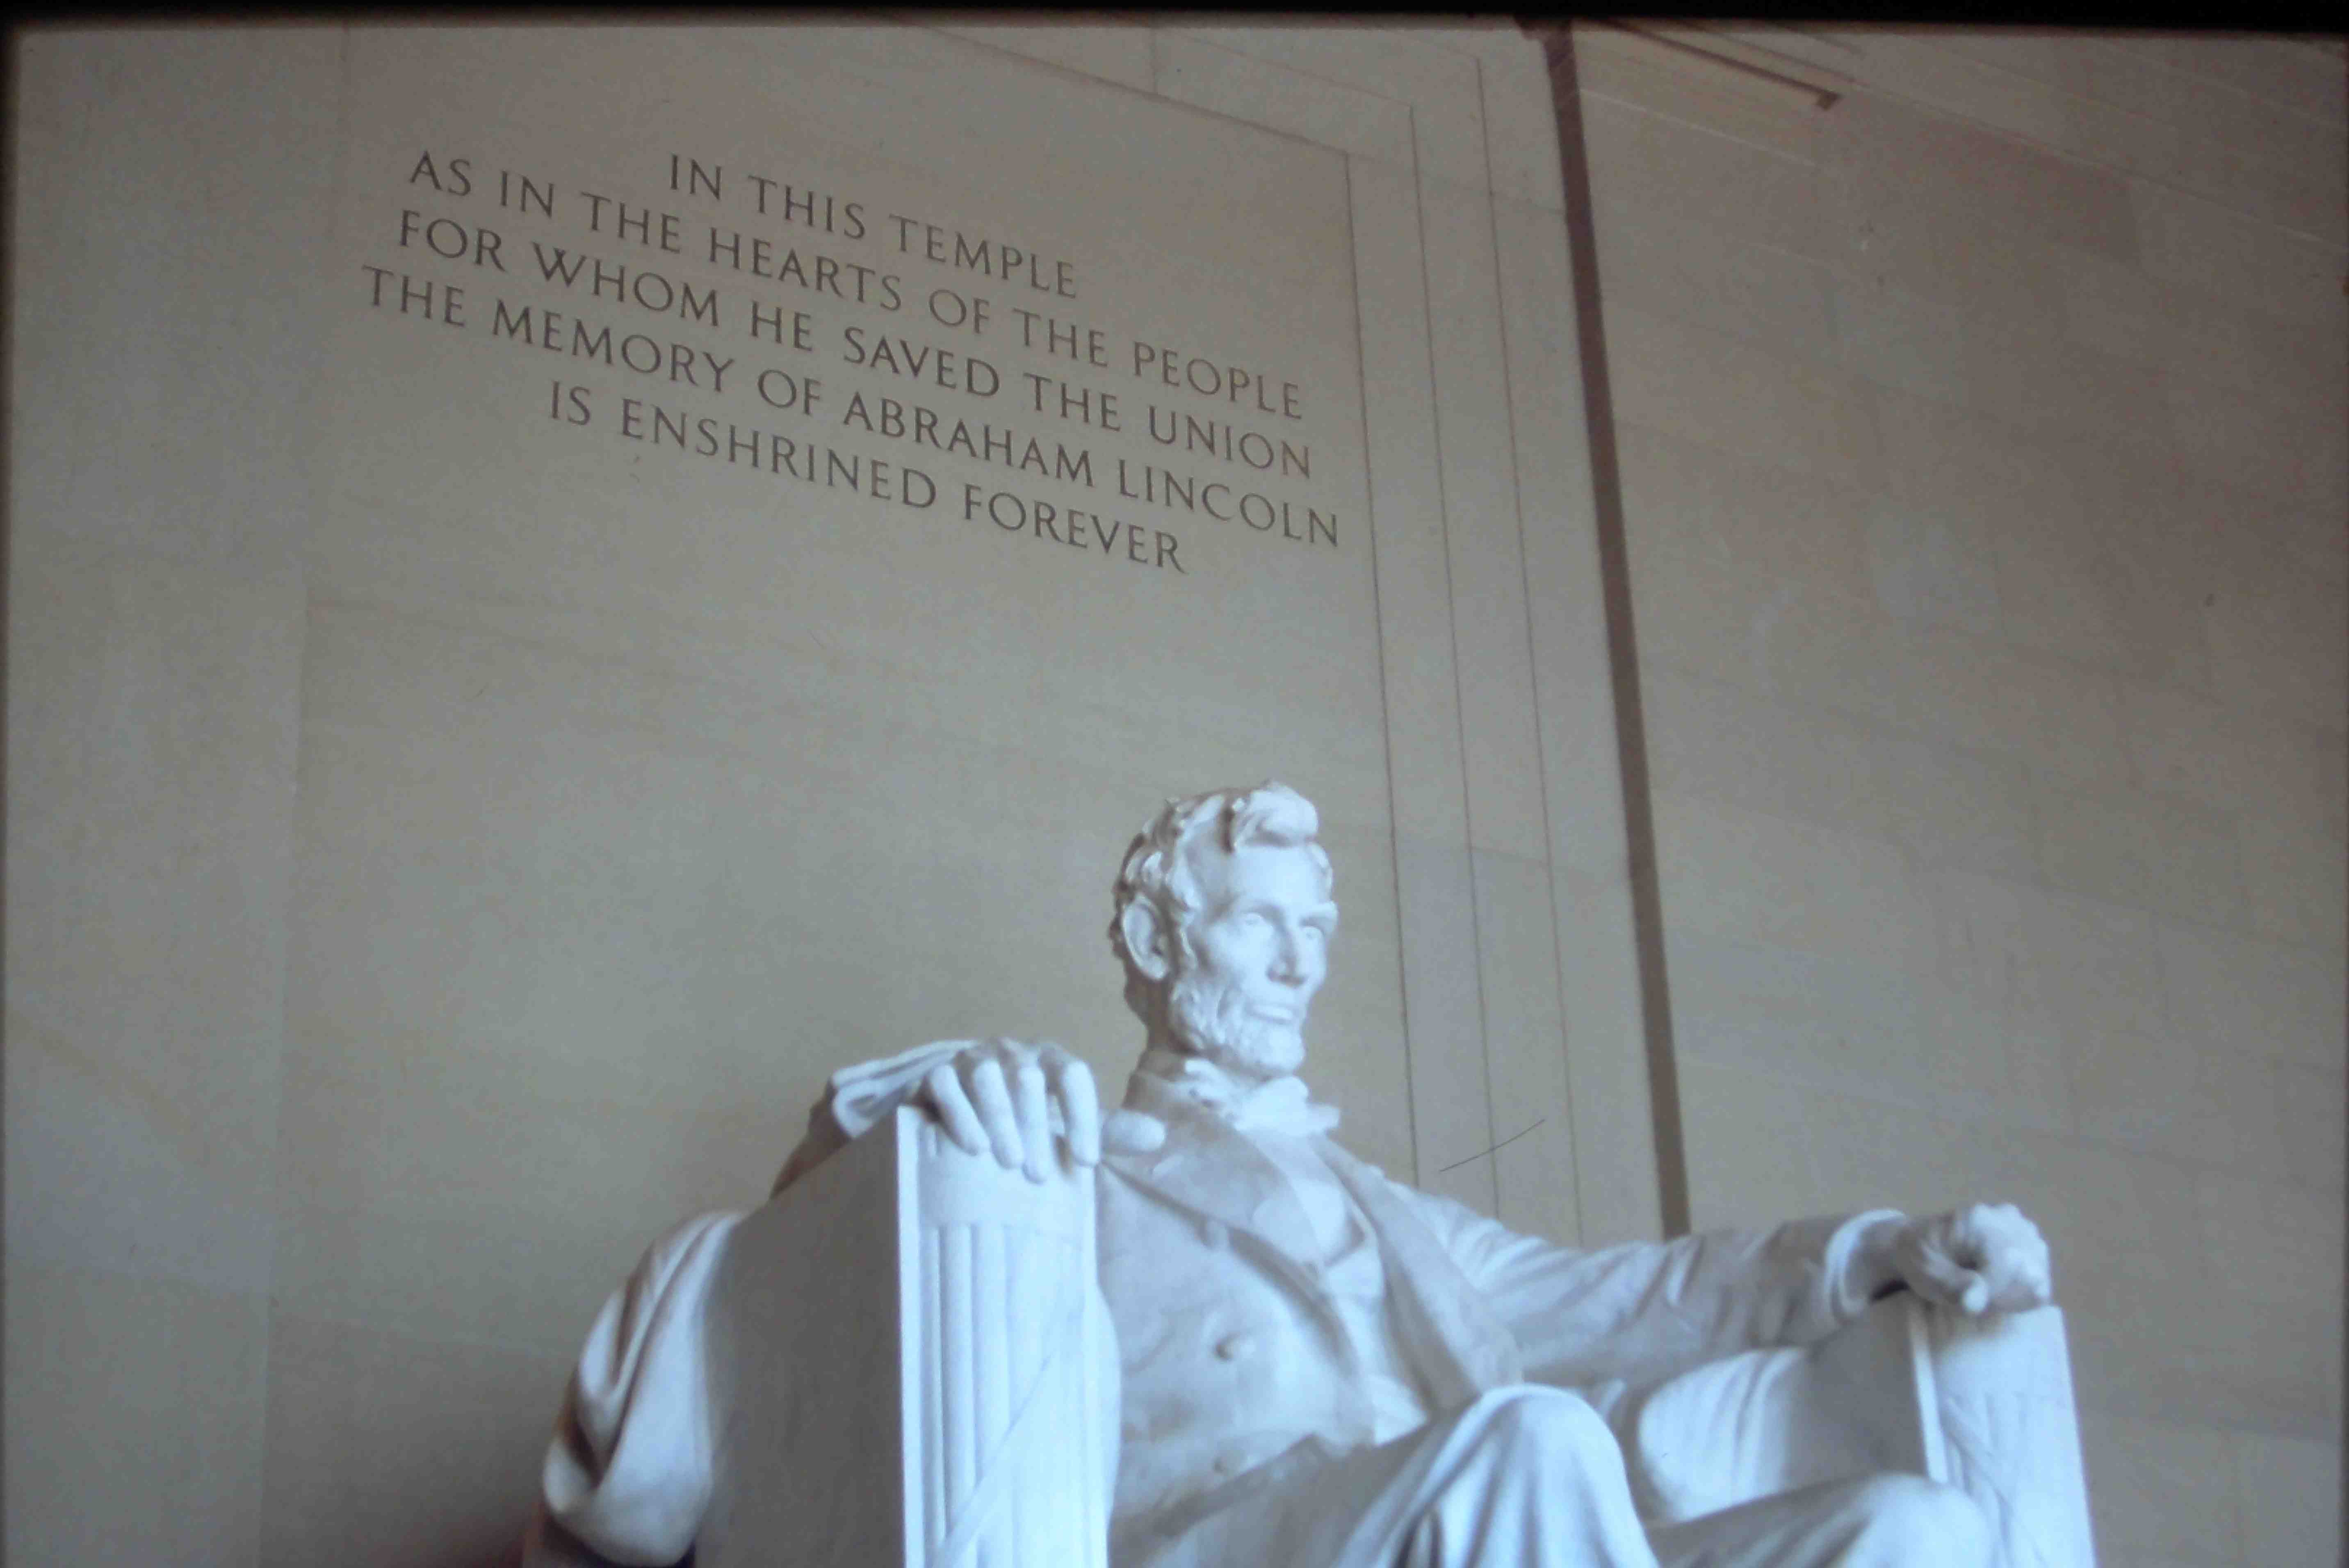 IN THIS TEMPLE
AS IN THE HEARTS OF THE PEOPLE
FOR WHOM HE SAVED THE UNION
THE MEMORY OF ABRAHAM LINCOLN
IS ENSHRINED FOREVER